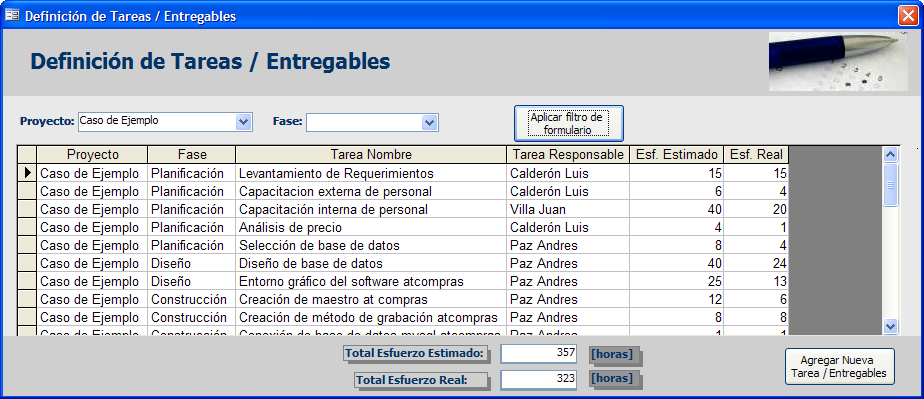 Definición de Tareas / Entregables
Definición de Tareas / Entregables
Proyecto: Caso de Ejemplo Fase: Aplicar filtro de
formulario
Proyecto Fase Tarea Nombre Tarea Responsable Esf. Estimado Esf. Real
Caso de Ejemplo Planificación Levantamiento de Requerimientos Calderón Luis 15 15
Caso de Ejemplo Planificación Capacitacion externa de personal Calderón Luis 6 4
Caso de Ejemplo Planificación Capacitación interna de personal Villa Juan 40 20
Caso de Ejemplo Planificación Análisis de precio Calderón Luis 4 1
Caso de Ejemplo Planificación Selección de base de datos Paz Andres 8 4
Caso de Ejemplo Diseño Diseño de base de datos Paz Andres 40 24
Caso de Ejemplo Diseño Entorno gráfico del software atcompras Paz Andres 25 13
Caso de Ejemplo Construcción Creación de maestro at compras Paz Andres 12 6
Caso de Ejemplo Construcción Creación de método de grabación atcompras Paz Andres 8 8
Caso de Ejemplo Construcción Conexión de base de datos mysql atcompras Paz Andres 1 1
Total Esfuerzo Estimado: 357 [horas]
Total Esfuerzo Real: 323 [horas]
Agregar Nueva
Tarea / Entregables